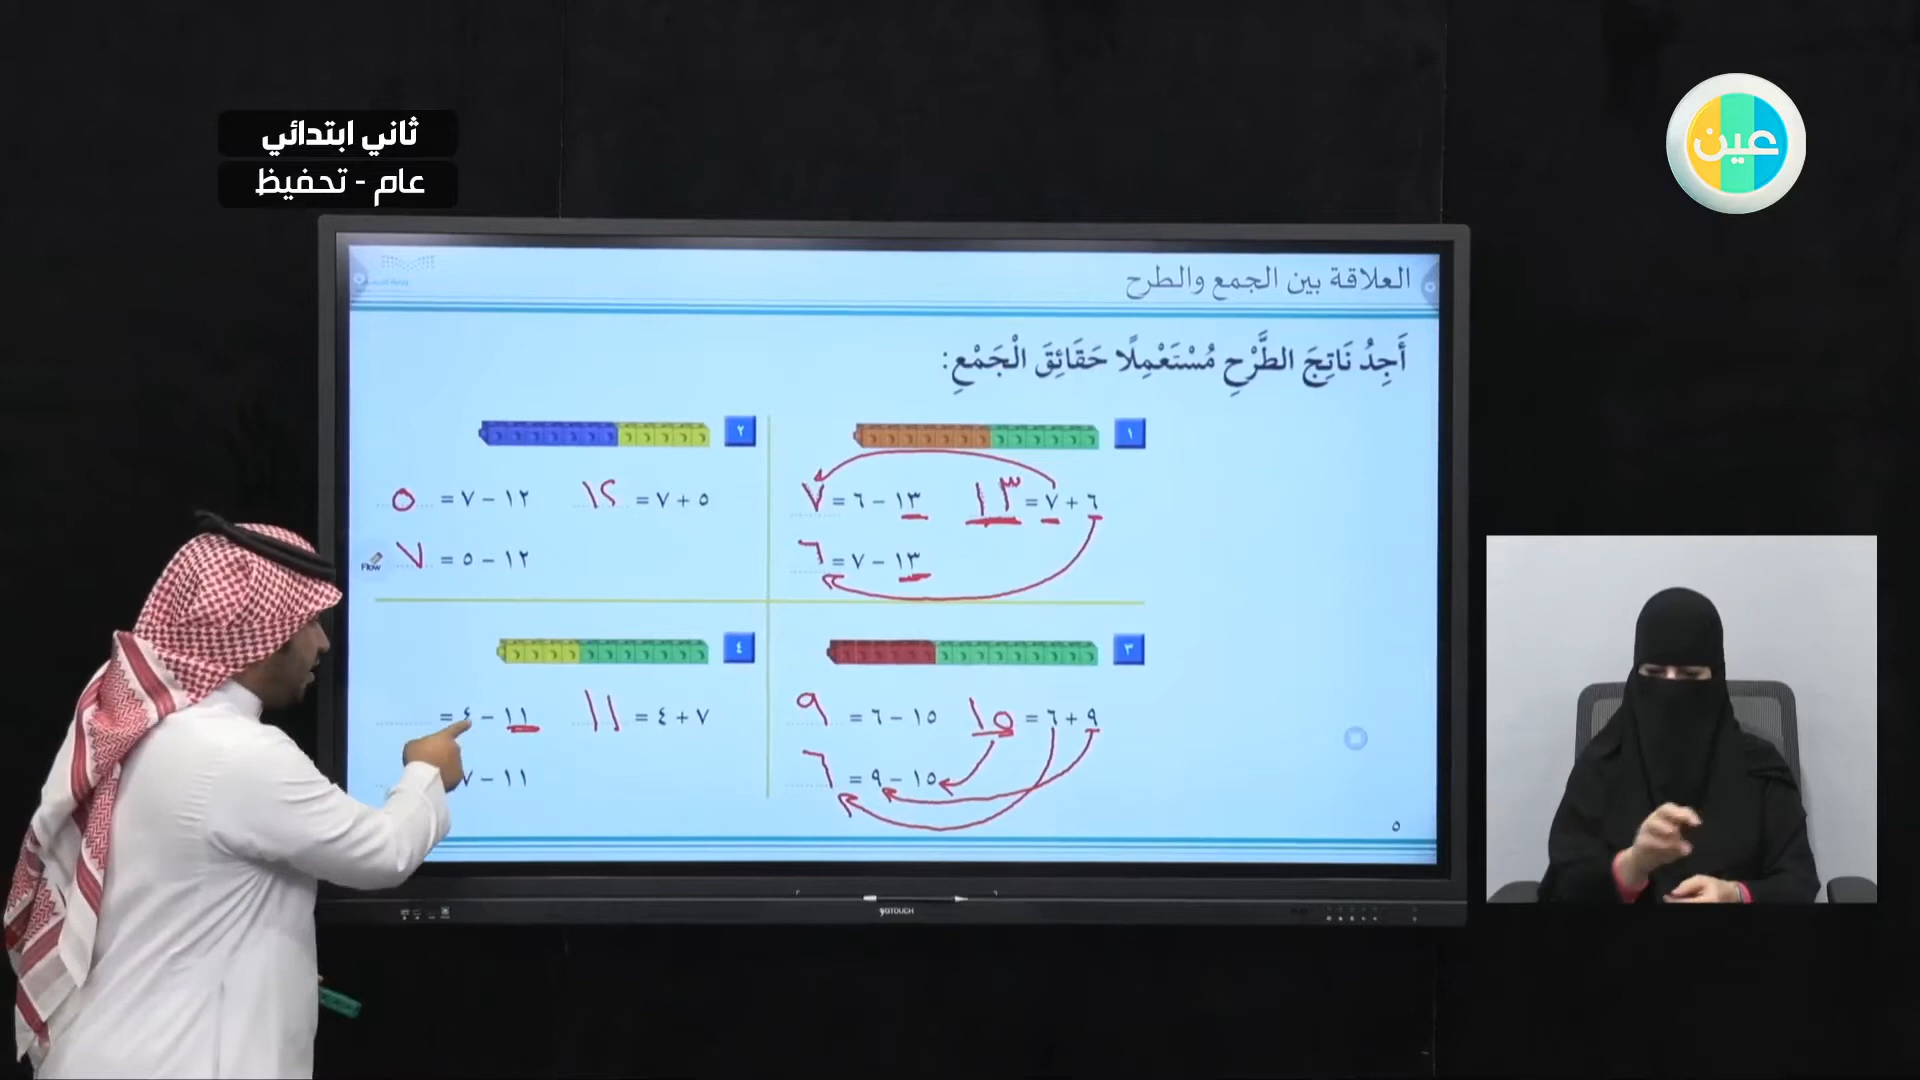 ثاني ابتدائي
عام - تحفيظ
عين
العلاقة بين الجمع والطرح
أَجِدُ نَاتِجَ الطَّرْحِ مُسْتَعْمِلًا حَقَائِقَ الْجَمْعِ:
١
٦ + ٧ = ١٣
١٣ − ٦ = ٧
١٣ − ٧ = ٦
٢
٥ + ٧ = ١٢
١٢ − ٧ = ٥
١٢ − ٥ = ٧
Flow
٣
٩ + ٦ = ١٥
١٥ − ٦ = ٩
١٥ − ٩ = ٦
٤
٧ + ٤ = ١١
١١ − ٤ =
١١ − ٧
٥